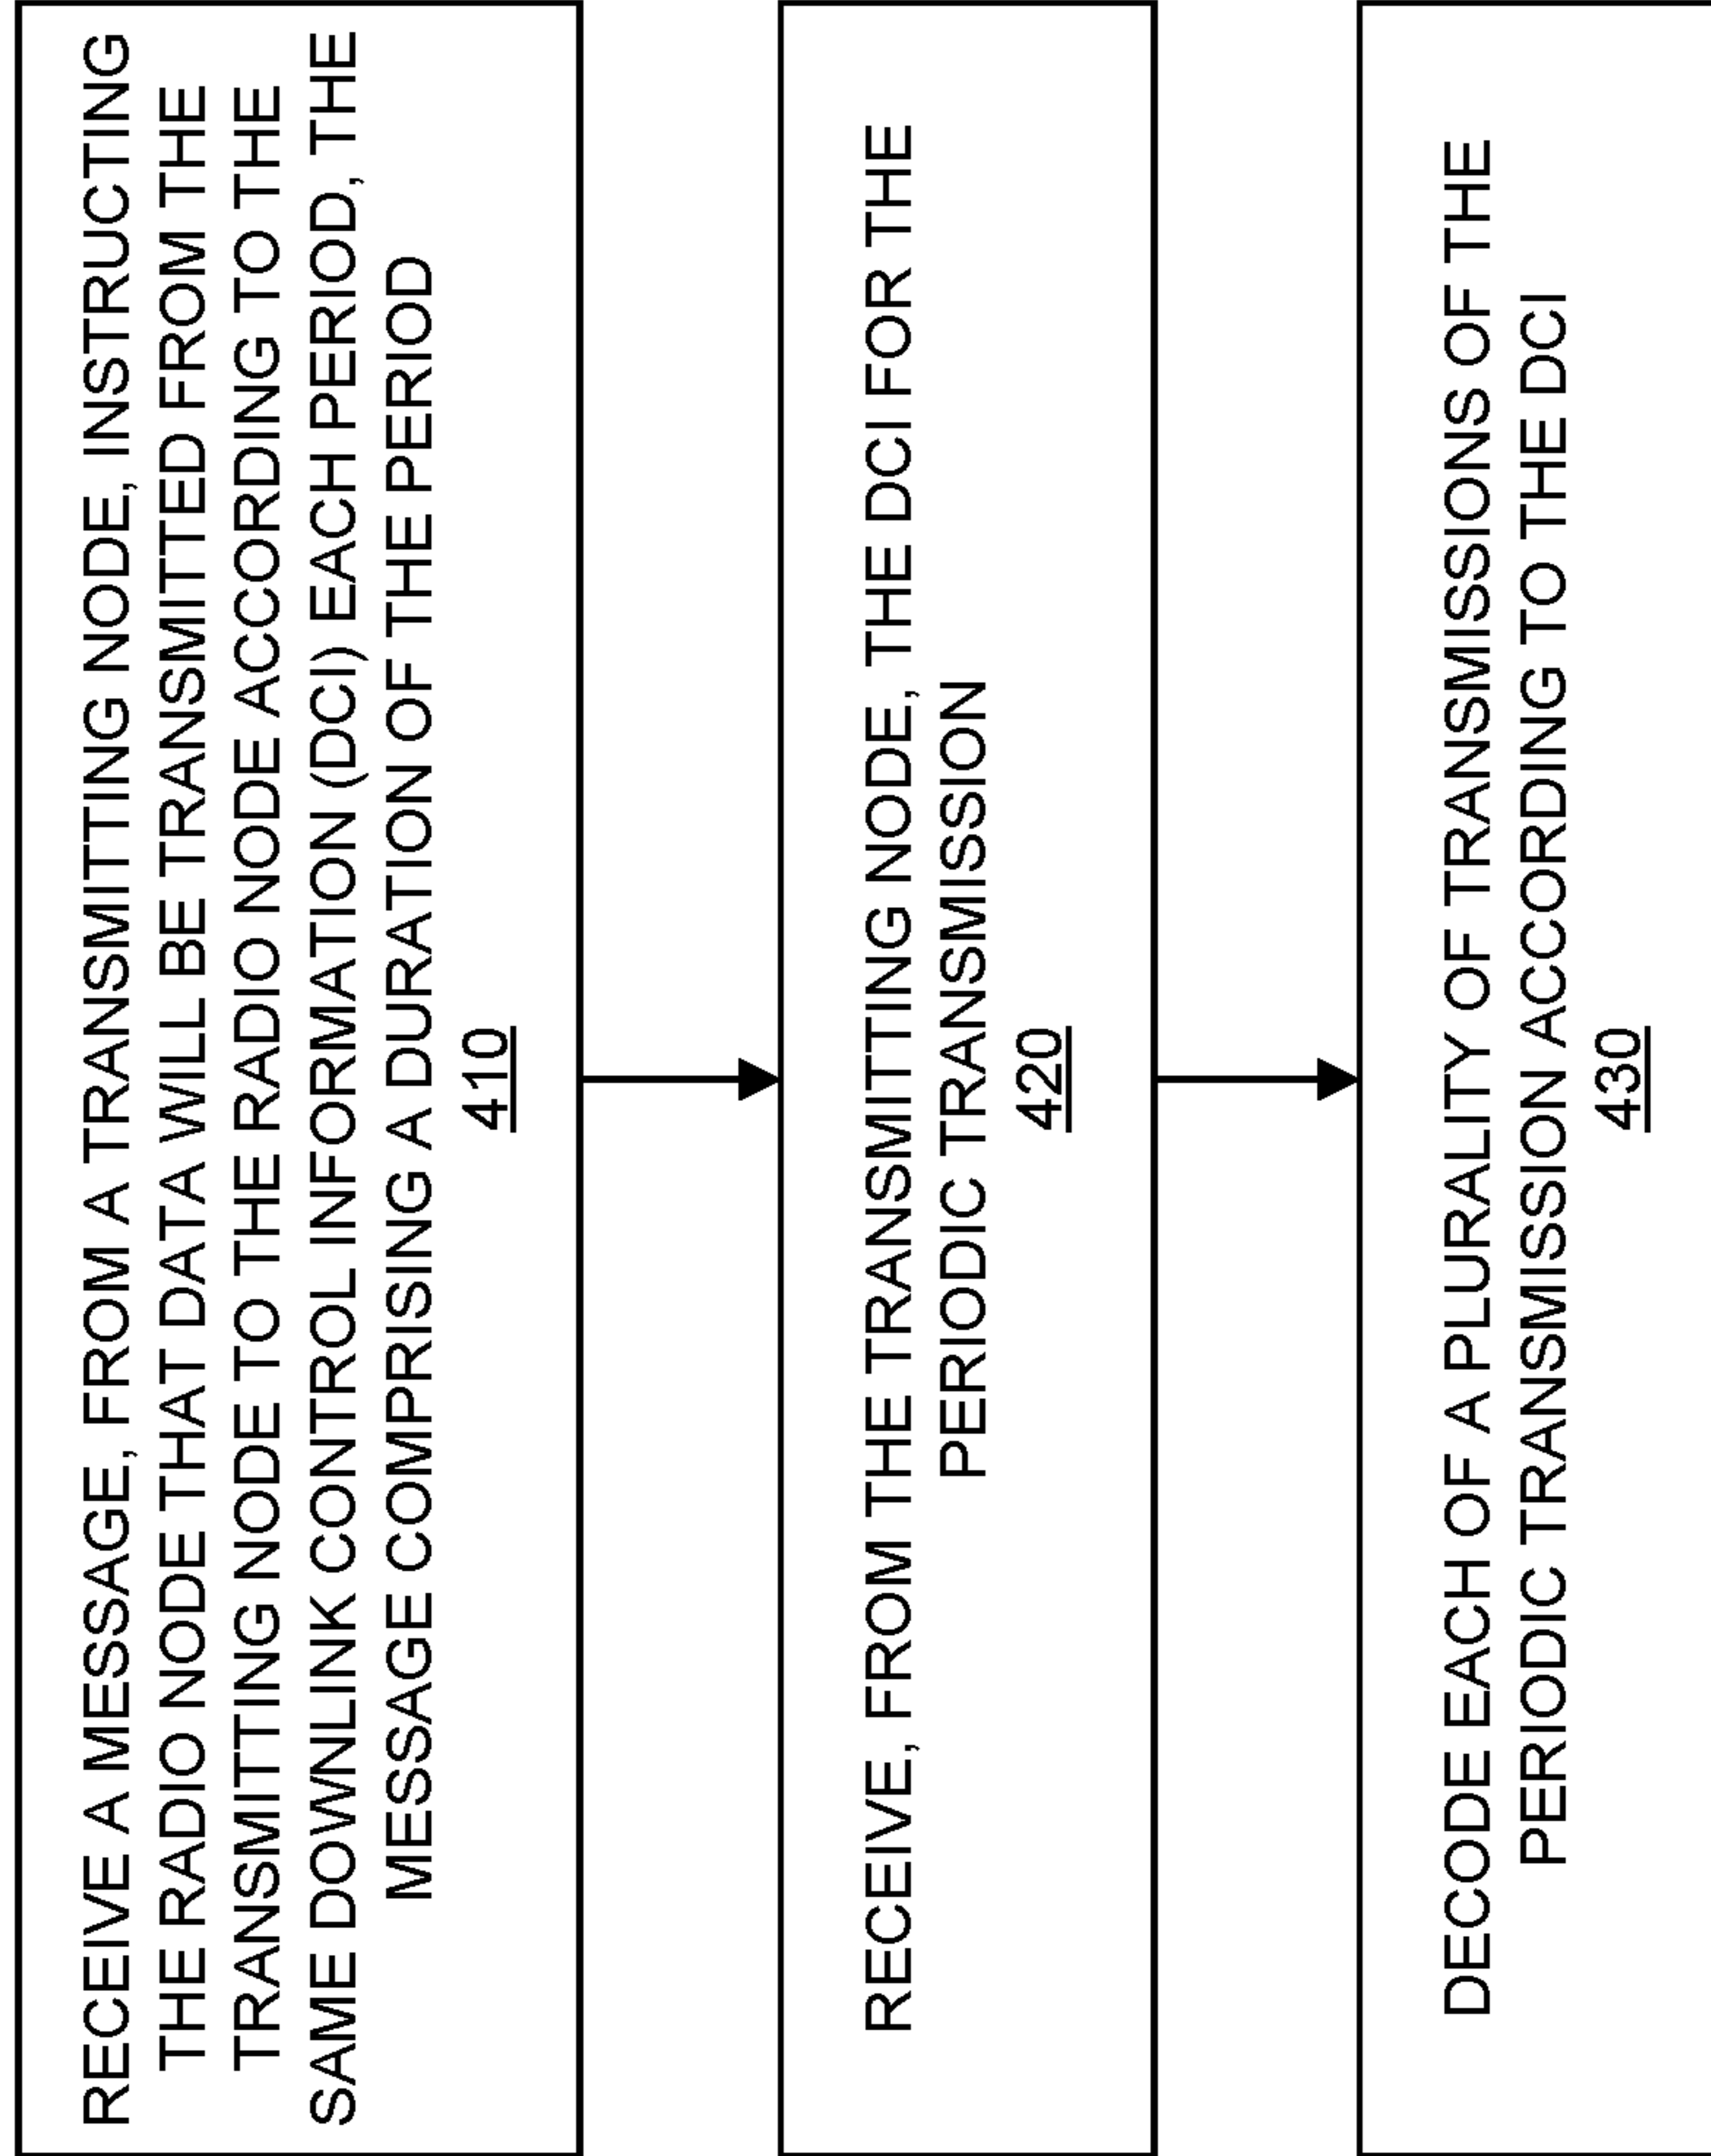 RECEIVE A MESSAGE, FROM A TRANSMITTING NODE, INSTRUCTING
THE RADIO NODE THAT DATA WILL BE TRANSMITTED FROM THE
TRANSMITTING NODE TO THE RADIO NODE ACCORDING TO THE
SAME DOWNLINK CONTROL INFORMATION (DCI) EACH PERIOD, THE
MESSAGE COMPRISING A DURATION OF THE PERIOD
410
RECEIVE, FROM THE TRANSMITTING NODE, THE DCI FOR THE
PERIODIC TRANSMISSION
420
DECODE EACH OF A PLURALITY OF TRANSMISSIONS OF THE
PERIODIC TRANSMISSION ACCORDING TO THE DCI
430